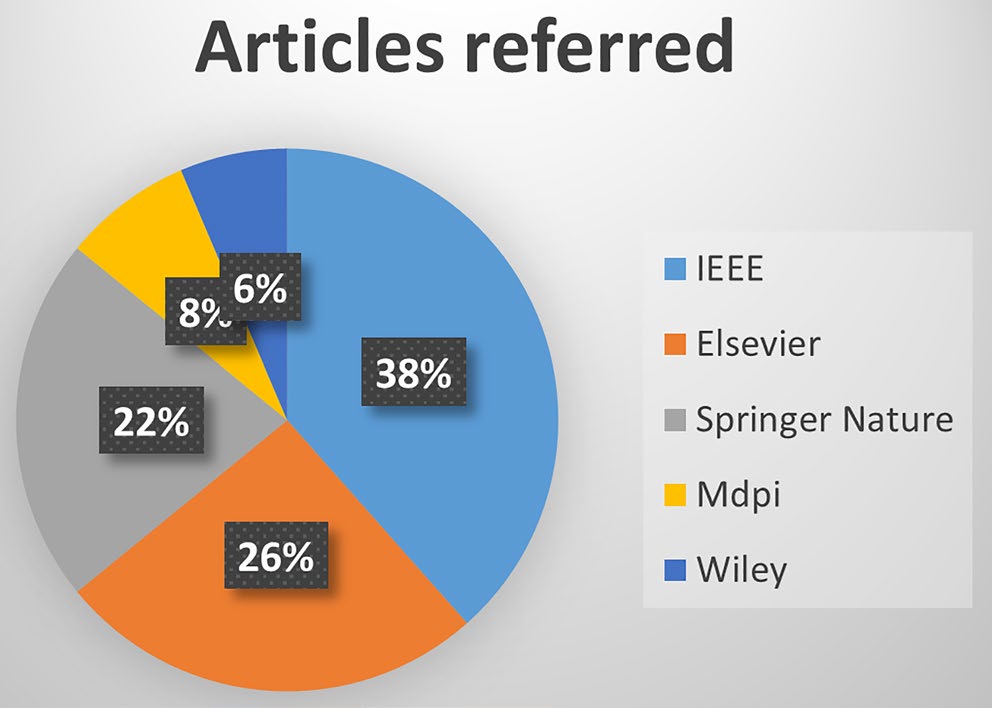 Articles referred
6%
8%
38%
22%
26%
IEEE
Elsevier
Springer Nature
Mdpi
Wiley